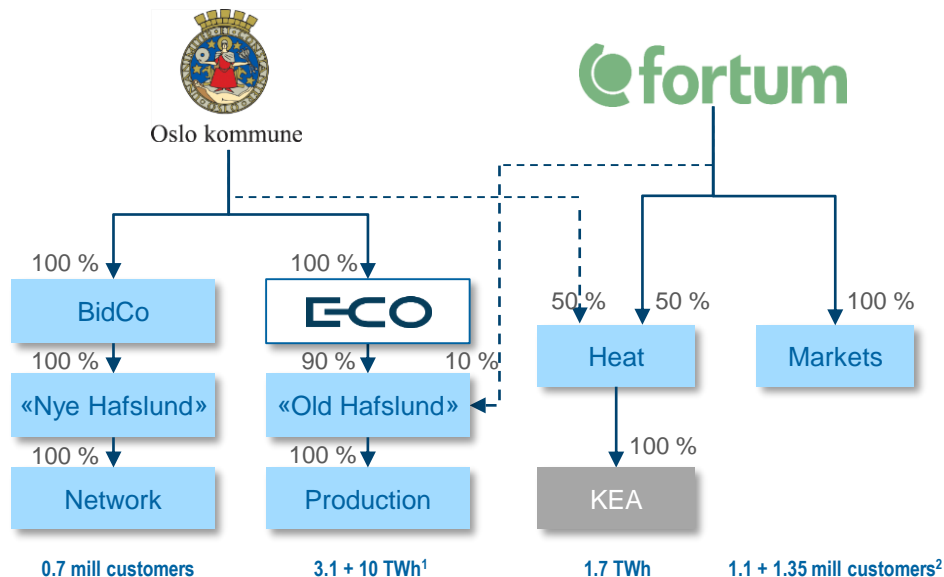 Oslo kommune
fortum
100 %
100 %
50 %
50 %
100 %
BidCo
E-CO
Heat
Markets
100 %
90 %
10 %
«Nye Hafslund»
«Old Hafslund»
100 %
100 %
100 %
Network
Production
KEA
0.7 mill customers
3.1 + 10 TWh¹
1.7 TWh
1.1 + 1.35 mill customers²